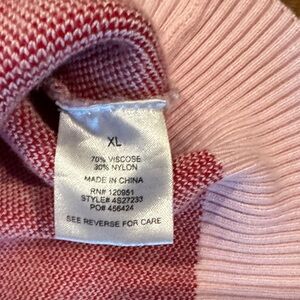 XL
70% VISCOSE
30% NYLON
MADE IN CHINA
RN# 120951
STYLE# 4S27233
PO# 456424
SEE REVERSE FOR CARE